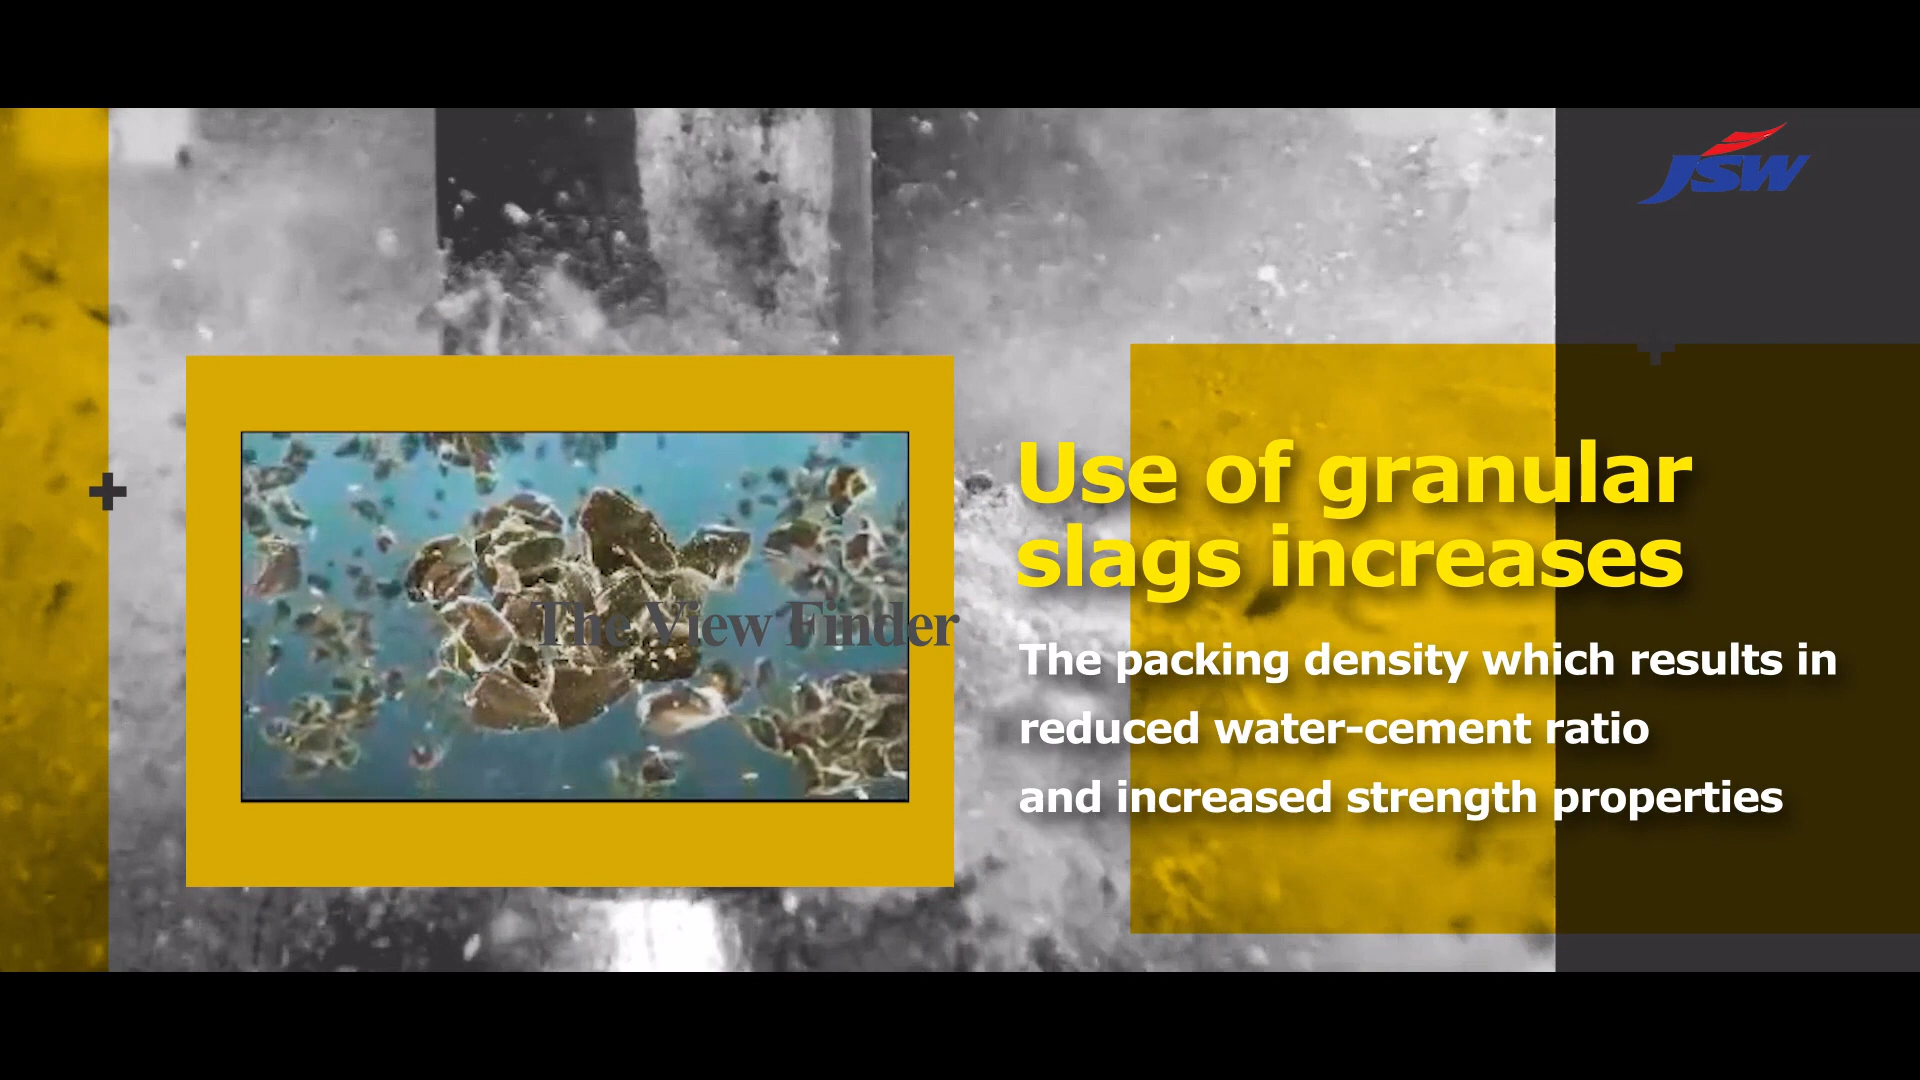 JSW
Use of granular
slags increases
The View Finder
The packing density which results in
reduced water-cement ratio
and increased strength properties